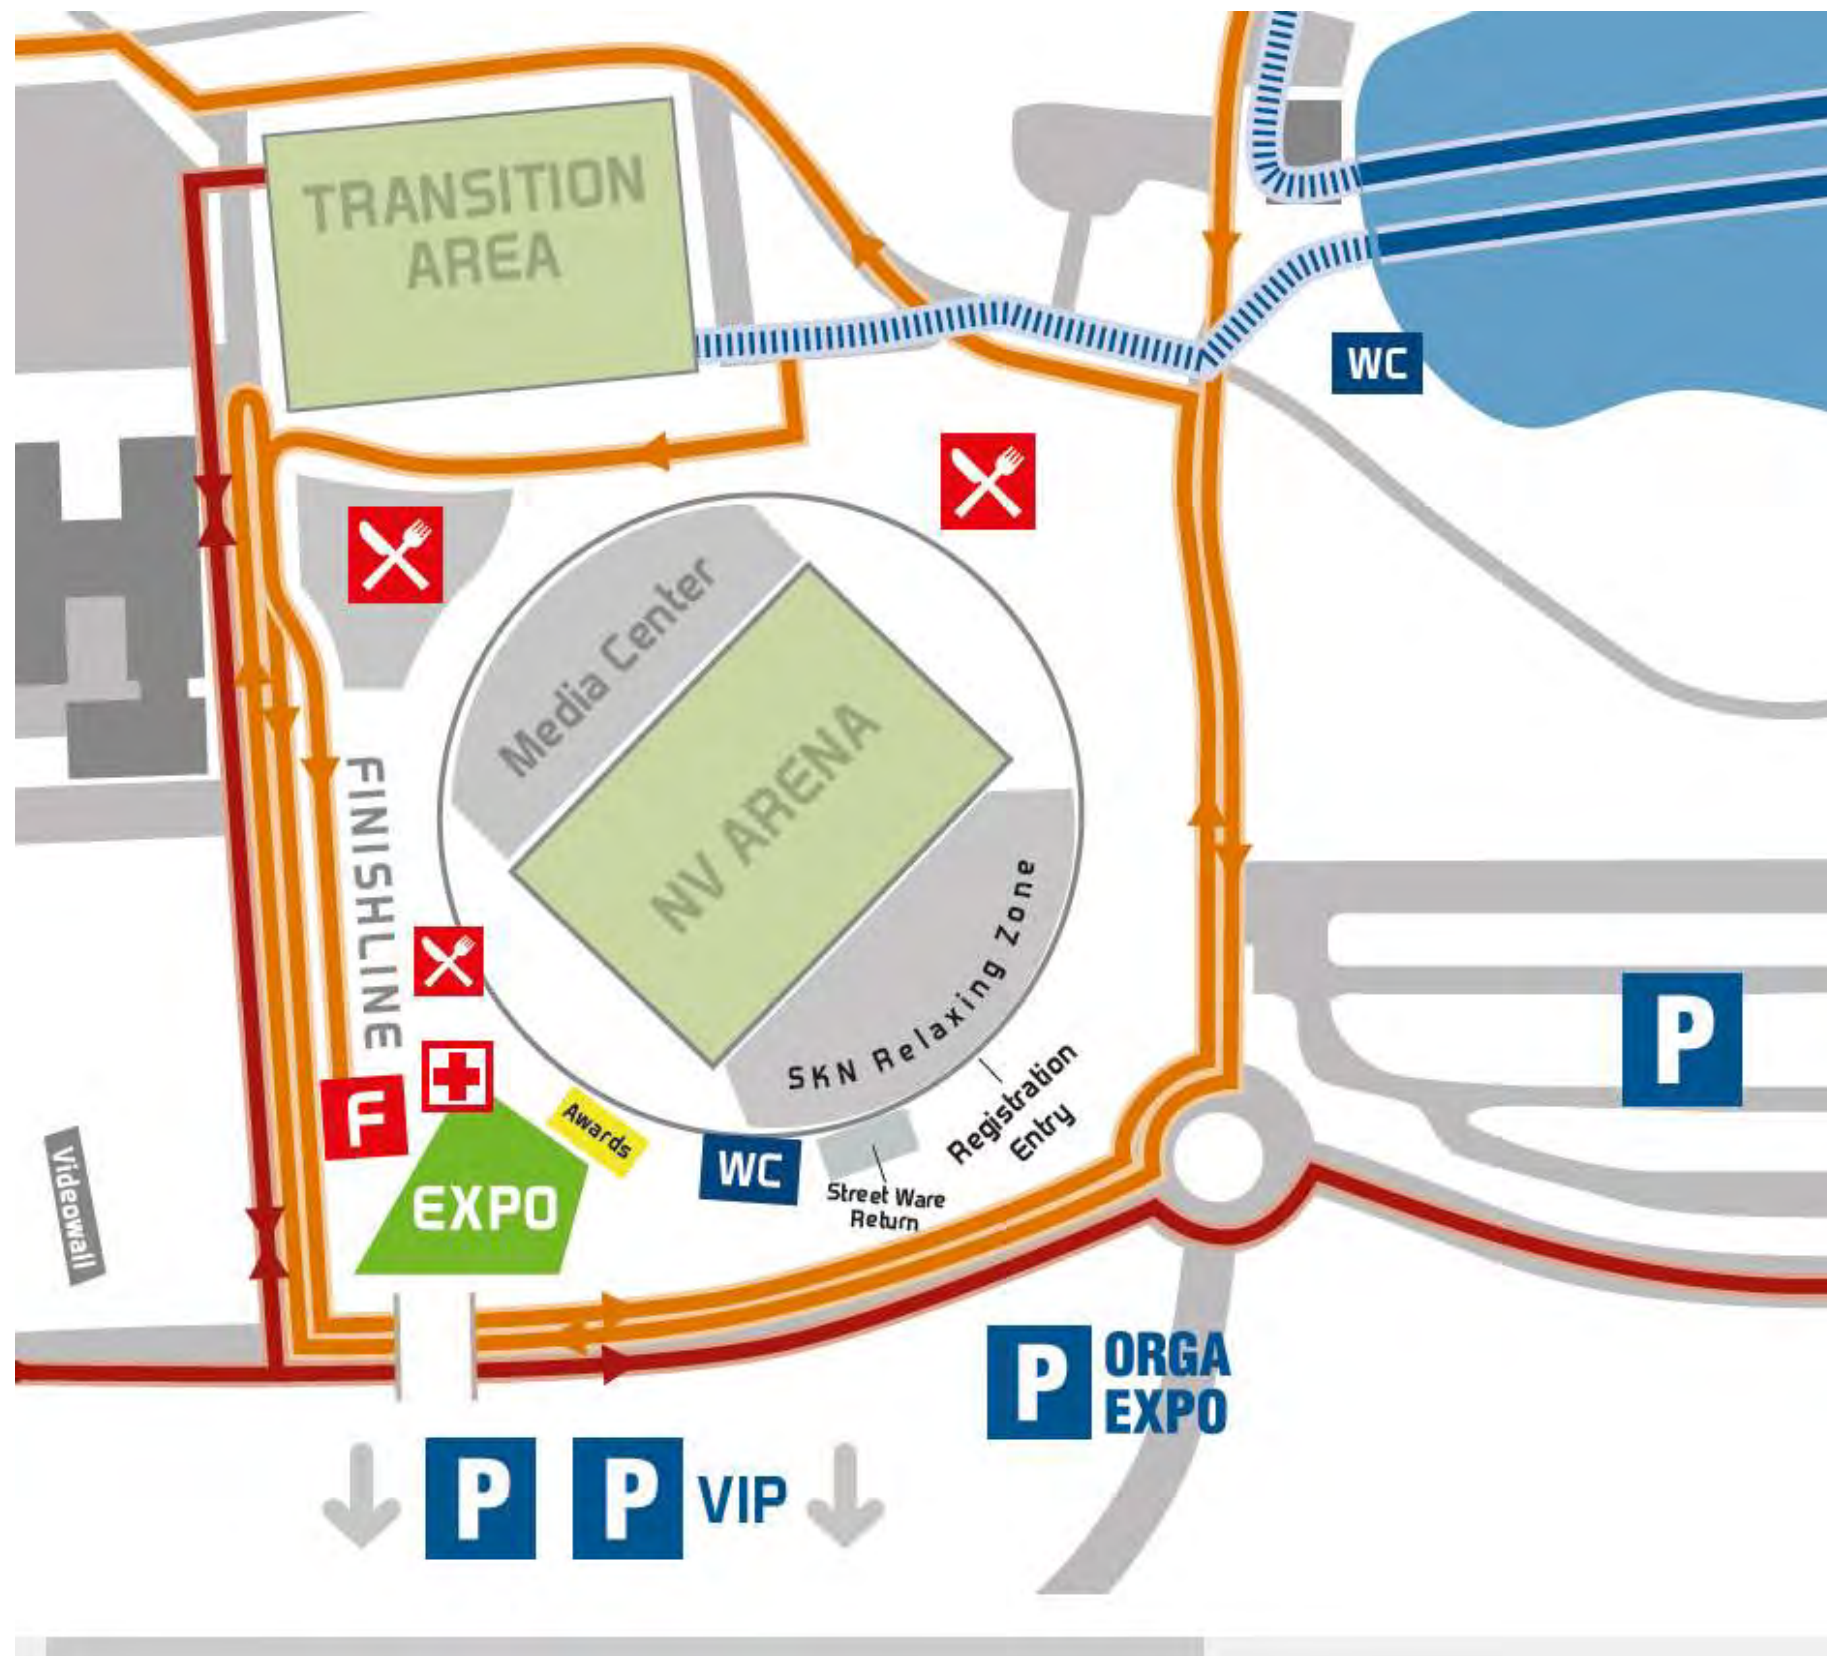 TRANSITION
AREA
WC
Media Center
NV ARENA
FINISHLINE
SKN Relaxing Zone
Registration
Entry
F
Awards
WC
Street Ware
Return
EXPO
Videowall
P
P
ORGA
EXPO
P
P
VIP